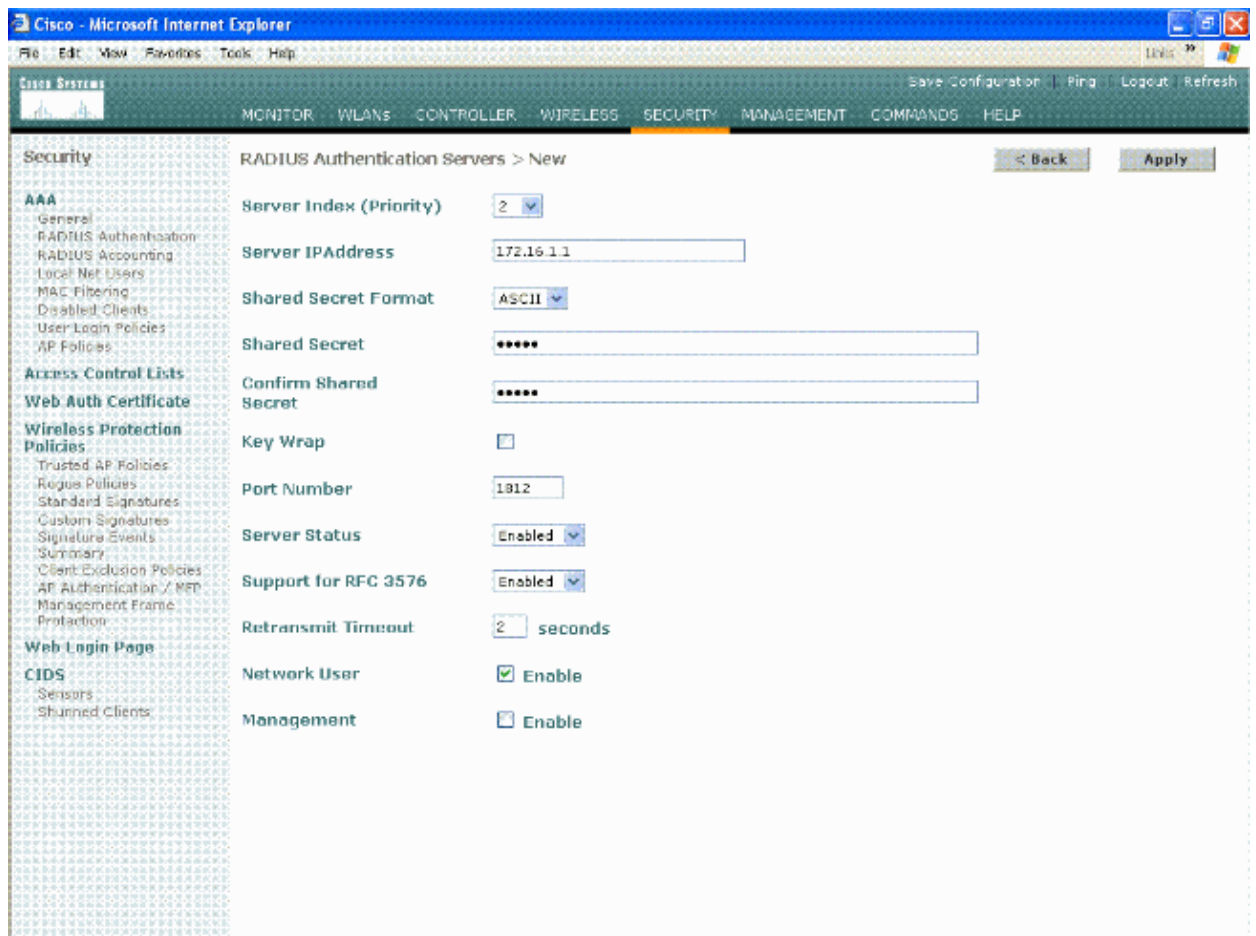 Cisco - Microsoft Internet Explorer
File Edit View Favorites Tools Help
Links »
Cisco Systems
Save Configuration | Ping | Logout | Refresh
MONITOR WLANs CONTROLLER WIRELESS SECURITY MANAGEMENT COMMANDS HELP
Security
AAA
General
RADIUS Authentication
RADIUS Accounting
Local Net Users
MAC Filtering
Disabled Clients
User Login Policies
AP Policies
Access Control Lists
Web Auth Certificate
Wireless Protection
Policies
Trusted AP Policies
Rogue Policies
Standard Signatures
Custom Signatures
Signature Events
Summary
Client Exclusion Policies
AP Authentication / MFP
Management Frame
Protection
Web Login Page
CIDS
Sensors
Shunned Clients
RADIUS Authentication Servers > New
< Back Apply
Server Index (Priority) 2
Server IPAddress 172.16.1.1
Shared Secret Format ASCII
Shared Secret •••••
Confirm Shared
Secret •••••
Key Wrap
Port Number 1812
Server Status Enabled
Support for RFC 3576 Enabled
Retransmit Timeout 2 seconds
Network User Enable
Management Enable